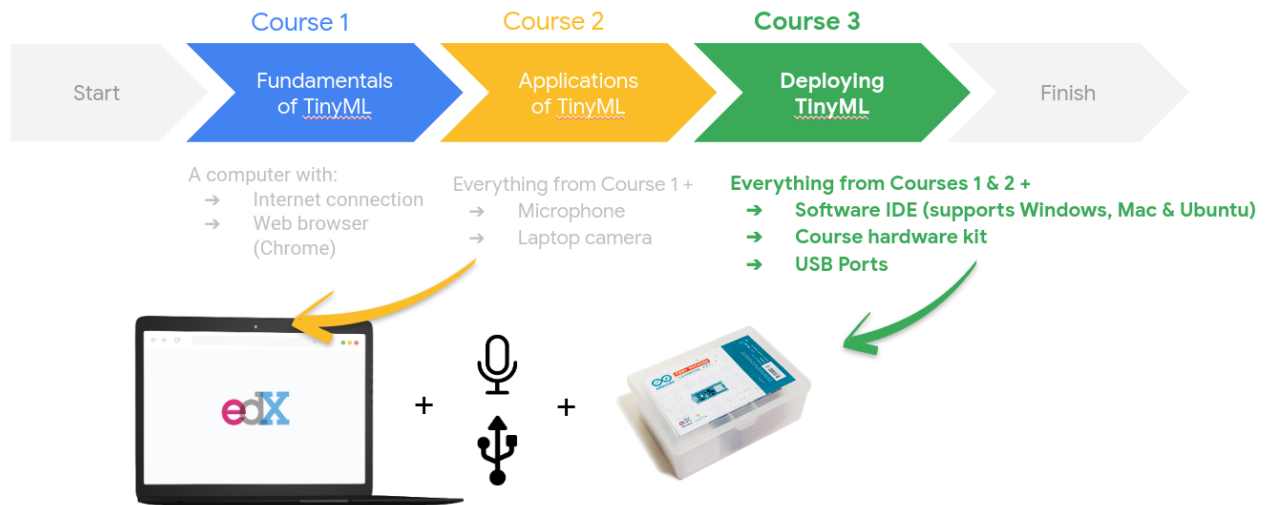 Course 1
Course 2
Course 3
Start
Fundamentals
of TinyML
Applications
of TinyML
Deploying
TinyML
Finish
A computer with:
➔ Internet connection
➔ Web browser
(Chrome)
Everything from Course 1 +
➔ Microphone
➔ Laptop camera
Everything from Courses 1 & 2 +
➔ Software IDE (supports Windows, Mac & Ubuntu)
➔ Course hardware kit
➔ USB Ports
edX
+
+
ARDUINO
edX